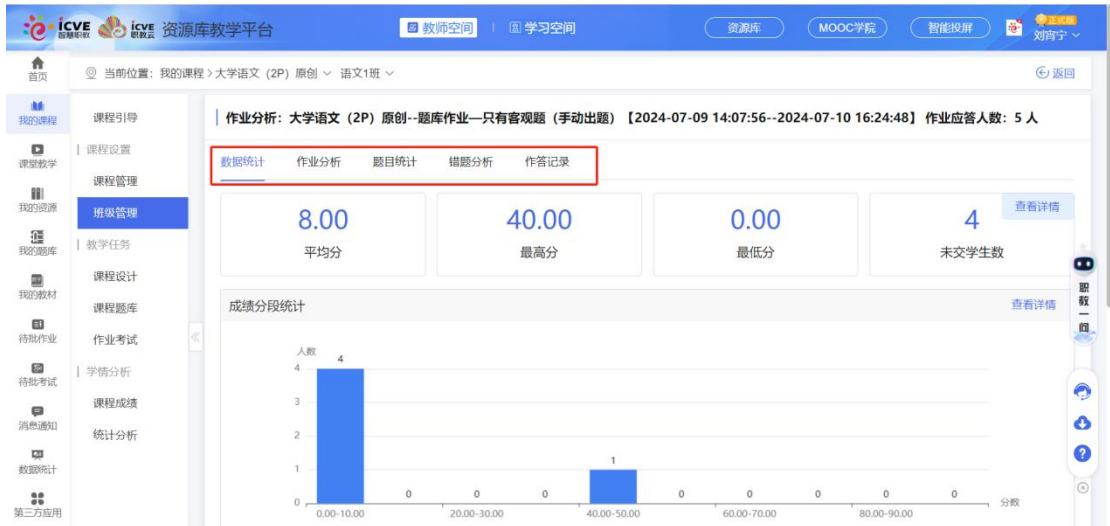 icve 智慧职教 icve 职教云 资源库教学平台 教师空间 学习空间 资源库 MOOC学院 智能投屏 正式版 刘宵宁
首页
当前位置：我的课程 > 大学语文（2P）原创 语文1班 返回
我的课程
课堂教学
我的资源
我的题库
我的教材
待批作业
待批考试
消息通知
数据统计
第三方应用
课程引导
课程设置
课程管理
班级管理
教学任务
课程设计
课程题库
作业考试
学情分析
课程成绩
统计分析
作业分析：大学语文（2P）原创--题库作业—只有客观题（手动出题）【2024-07-09 14:07:56--2024-07-10 16:24:48】作业应答人数：5 人
数据统计 作业分析 题目统计 错题分析 作答记录
查看详情
8.00 40.00 0.00 4
平均分 最高分 最低分 未交学生数
成绩分段统计 查看详情
人数
4
3
2
1
0
4 0 0 0 1 0 0 0 0 0
分数
0.00-10.00 20.00-30.00 40.00-50.00 60.00-70.00 80.00-90.00
职教一问